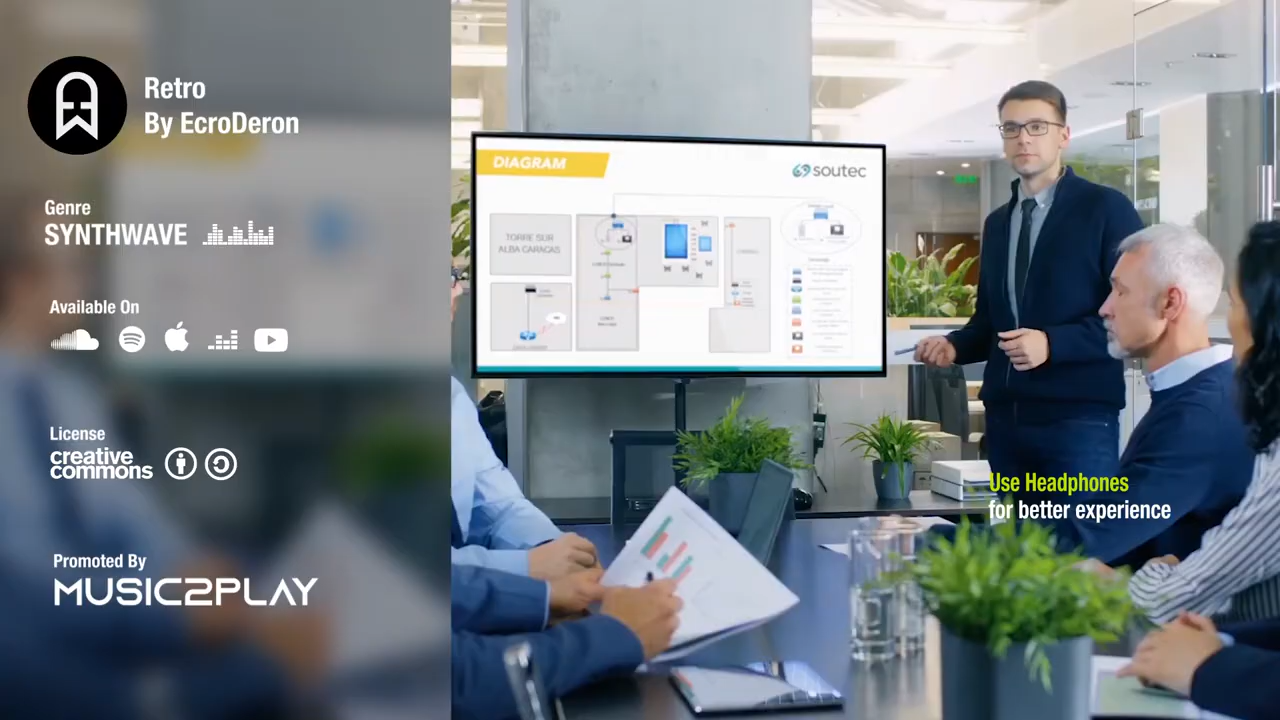 Retro
By EcroDeron
Genre
SYNTHWAVE
Available On
License
creative
commons
Promoted By
MUSIC2PLAY
DIAGRAM
soutec
TORRE SUR
ALBA CARACAS
Use Headphones
for better experience